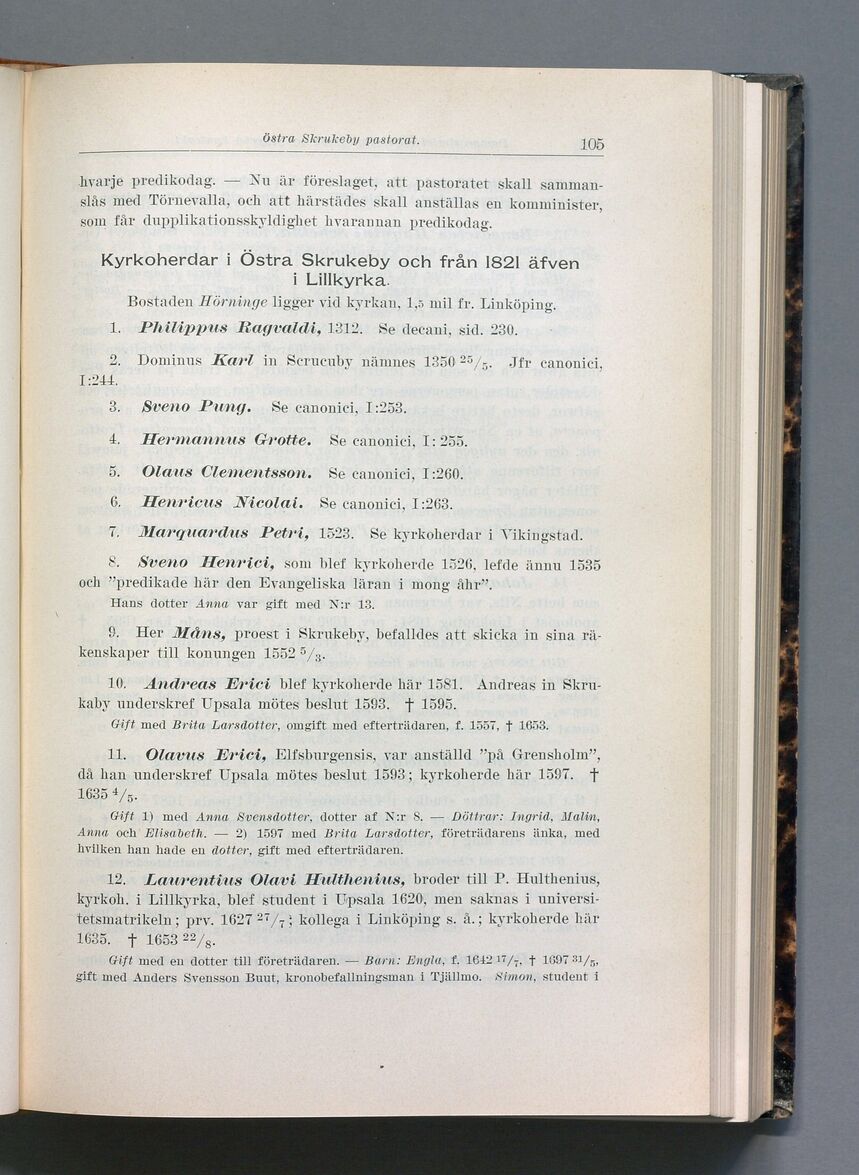 Östra Skrukeby pastorat. 105
hvarje predikodag. — Nu är föreslaget, att pastoratet skall samman-
slås med Törnevalla, och att härstädes skall anställas en komminister,
som får dupplikationsskyldighet hvarannan predikodag.
Kyrkoherdar i Östra Skrukeby och från 1821 äfven
i Lillkyrka.
Bostaden Hörninge ligger vid kyrkan, 1,5 mil fr. Linköping.
1. Philippus Ragvaldi, 1312. Se decani, sid. 230.
2. Dominus Karl in Scrucuby nämnes 1350 25/5. Jfr canonici,
I:244.
3. Sveno Pung. Se canonici, I:253.
4. Hermannus Grotte. Se canonici, I: 255.
5. Olaus Clementsson. Se canonici, I:260.
6. Henricus Nicolai. Se canonici, I:263.
7. Marquardus Petri, 1523. Se kyrkoherdar i Vikingstad.
8. Sveno Henrici, som blef kyrkoherde 1526, lefde ännu 1535
och ”predikade här den Evangeliska läran i mong åhr”.
Hans dotter Anna var gift med N:r 13.
9. Her Måns, proest i Skrukeby, befalldes att skicka in sina rä-
kenskaper till konungen 1552 5/3.
10. Andreas Erici blef kyrkoherde här 1581. Andreas in Skru-
kaby underskref Upsala mötes beslut 1593. † 1595.
Gift med Brita Larsdotter, omgift med efterträdaren, f. 1557, † 1653.
11. Olavus Erici, Elfsburgensis, var anställd ”på Grensholm”,
då han underskref Upsala mötes beslut 1593; kyrkoherde här 1597. †
1635 4/5.
Gift 1) med Anna Svensdotter, dotter af N:r 8. — Döttrar: Ingrid, Malin,
Anna och Elisabeth. — 2) 1597 med Brita Larsdotter, företrädarens änka, med
hvilken han hade en dotter, gift med efterträdaren.
12. Laurentius Olavi Hulthenius, broder till P. Hulthenius,
kyrkoh. i Lillkyrka, blef student i Upsala 1620, men saknas i universi-
tetsmatrikeln; prv. 1627 27/7; kollega i Linköping s. å.; kyrkoherde här
1635. † 1653 22/8.
Gift med en dotter till företrädaren. — Barn: Engla, f. 1642 17/7, † 1697 31/5,
gift med Anders Svensson Buut, kronobefallningsman i Tjällmo. Simon, student i